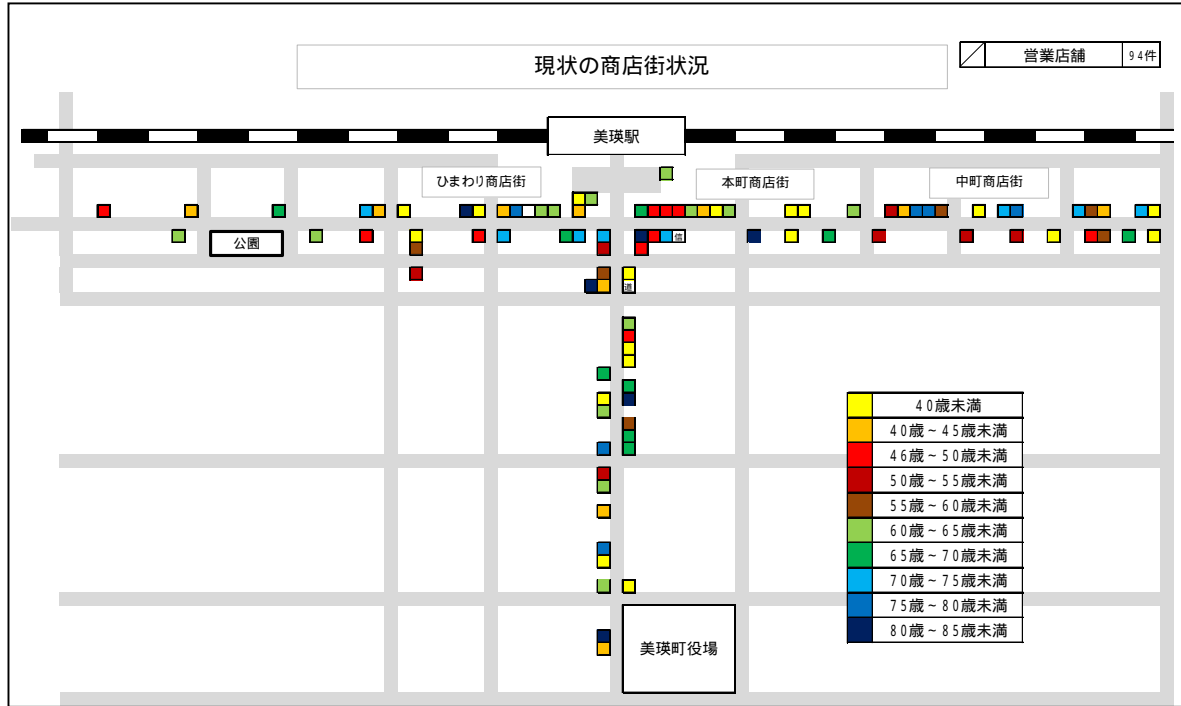 現状の商店街状況
営業店舗 94件
美瑛駅
ひまわり商店街
本町商店街
中町商店街
公園
信
道
40歳未満
40歳~45歳未満
46歳~50歳未満
50歳~55歳未満
55歳~60歳未満
60歳~65歳未満
65歳~70歳未満
70歳~75歳未満
75歳~80歳未満
80歳~85歳未満
美瑛町役場